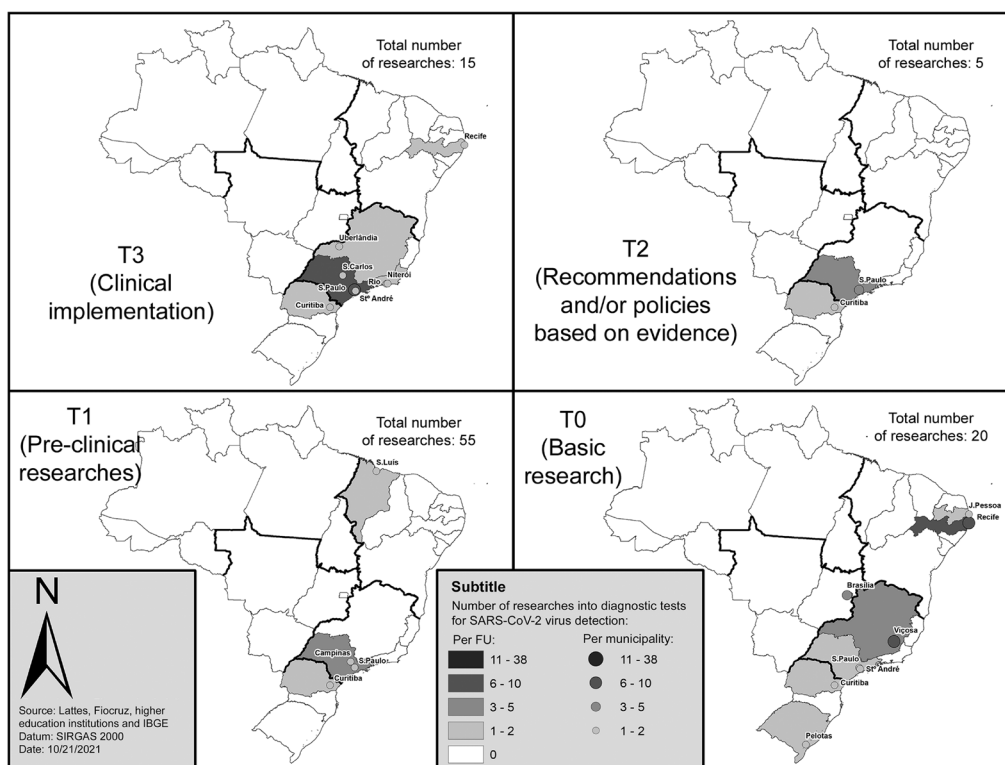 Total number
of researches: 15
Recife
Uberlândia
S.Carlos
Niterói
Rio
S.Paulo
Stº André
Curitiba
T3
(Clinical
implementation)
Total number
of researches: 5
S.Paulo
Curitiba
T2
(Recommendations
and/or policies
based on evidence)
T1
(Pre-clinical
researches)
Total number
of researches: 55
S.Luís
Campinas
S.Paulo
Curitiba
T0
(Basic
research)
Total number
of researches: 20
J.Pessoa
Recife
Brasília
Viçosa
S.Paulo
Stº André
Curitiba
Pelotas
N
Source: Lattes, Fiocruz, higher
education institutions and IBGE
Datum: SIRGAS 2000
Date: 10/21/2021
Subtitle
Number of researches into diagnostic tests
for SARS-CoV-2 virus detection:
Per FU: Per municipality:
11 - 38 11 - 38
6 - 10 6 - 10
3 - 5 3 - 5
1 - 2 1 - 2
0